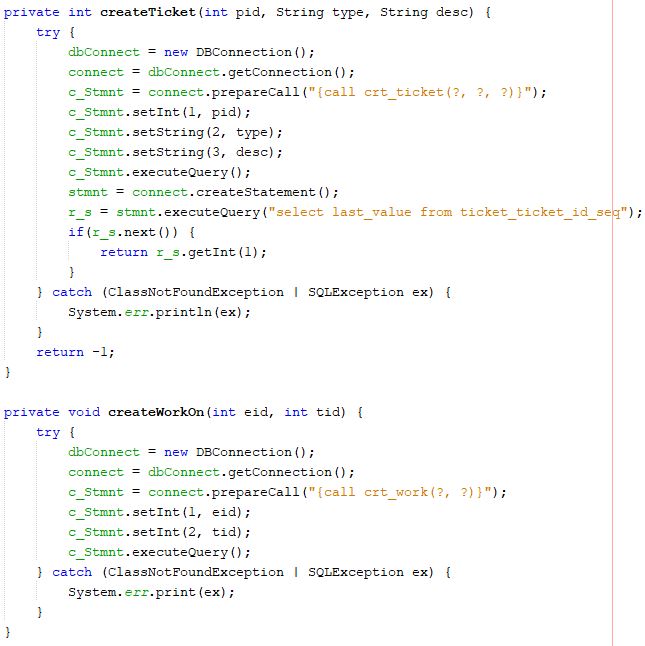 private int createTicket(int pid, String type, String desc) {
    try {
        dbConnect = new DBConnection();
        connect = dbConnect.getConnection();
        c_Stmnt = connect.prepareCall("{call crt_ticket(?, ?, ?)}");
        c_Stmnt.setInt(1, pid);
        c_Stmnt.setString(2, type);
        c_Stmnt.setString(3, desc);
        c_Stmnt.executeQuery();
        stmnt = connect.createStatement();
        r_s = stmnt.executeQuery("select last_value from ticket_ticket_id_seq");
        if(r_s.next()) {
            return r_s.getInt(1);
        }
    } catch (ClassNotFoundException | SQLException ex) {
        System.err.println(ex);
    }
    return -1;
}

private void createWorkOn(int eid, int tid) {
    try {
        dbConnect = new DBConnection();
        connect = dbConnect.getConnection();
        c_Stmnt = connect.prepareCall("{call crt_work(?, ?)}");
        c_Stmnt.setInt(1, eid);
        c_Stmnt.setInt(2, tid);
        c_Stmnt.executeQuery();
    } catch (ClassNotFoundException | SQLException ex) {
        System.err.print(ex);
    }
}